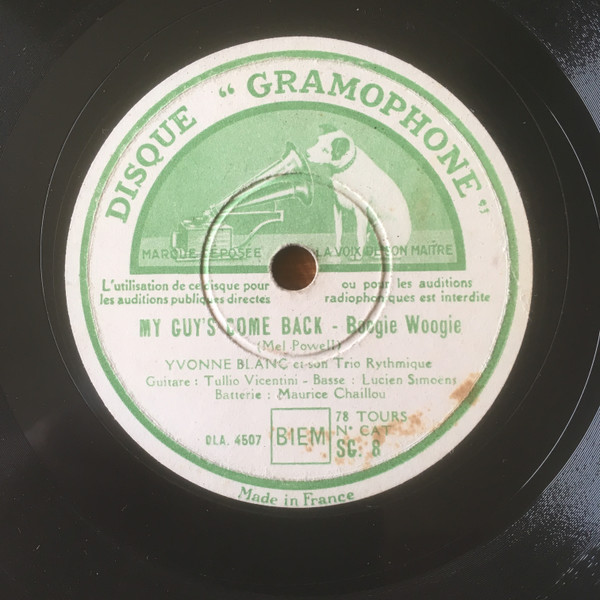 DISQUE “ GRAMOPHONE ”
MARQUE DÉPOSÉE LA VOIX DE SON MAITRE
L'utilisation de ce disque pour ou pour les auditions
les auditions publiques directes radiophoniques est interdite
MY GUY'S COME BACK - Boogie Woogie
(Mel Powell)
YVONNE BLANC et son Trio Rythmique
Guitare : Tullio Vicentini - Basse : Lucien Simoens
Batterie : Maurice Chaillou
OLA. 4507 BIEM 78 TOURS
N° CAT
SG: 8
Made in France